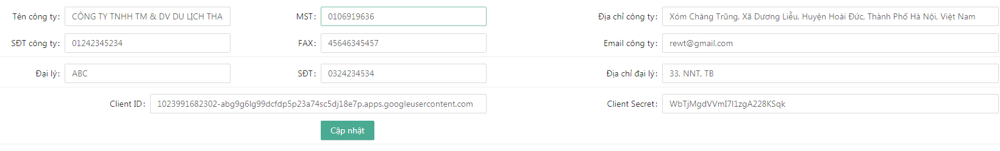 Tên công ty: CÔNG TY TNHH TM & DV DU LỊCH THA MST: 0106919636 Địa chỉ công ty: Xóm Chàng Trũng, Xã Dương Liễu, Huyện Hoài Đức, Thành Phố Hà Nội, Việt Nam
SĐT công ty: 01242345234 FAX: 45646345457 Email công ty: rewt@gmail.com
Đại lý: ABC SĐT: 0324234534 Địa chỉ đại lý: 33, NNT, TB
Client ID: 1023991682302-abg9g6lg99dcfdp5p23a74sc5dj18e7p.apps.googleusercontent.com Client Secret: WbTjMgdVVmI7l1zgA228KSqk
Cập nhật